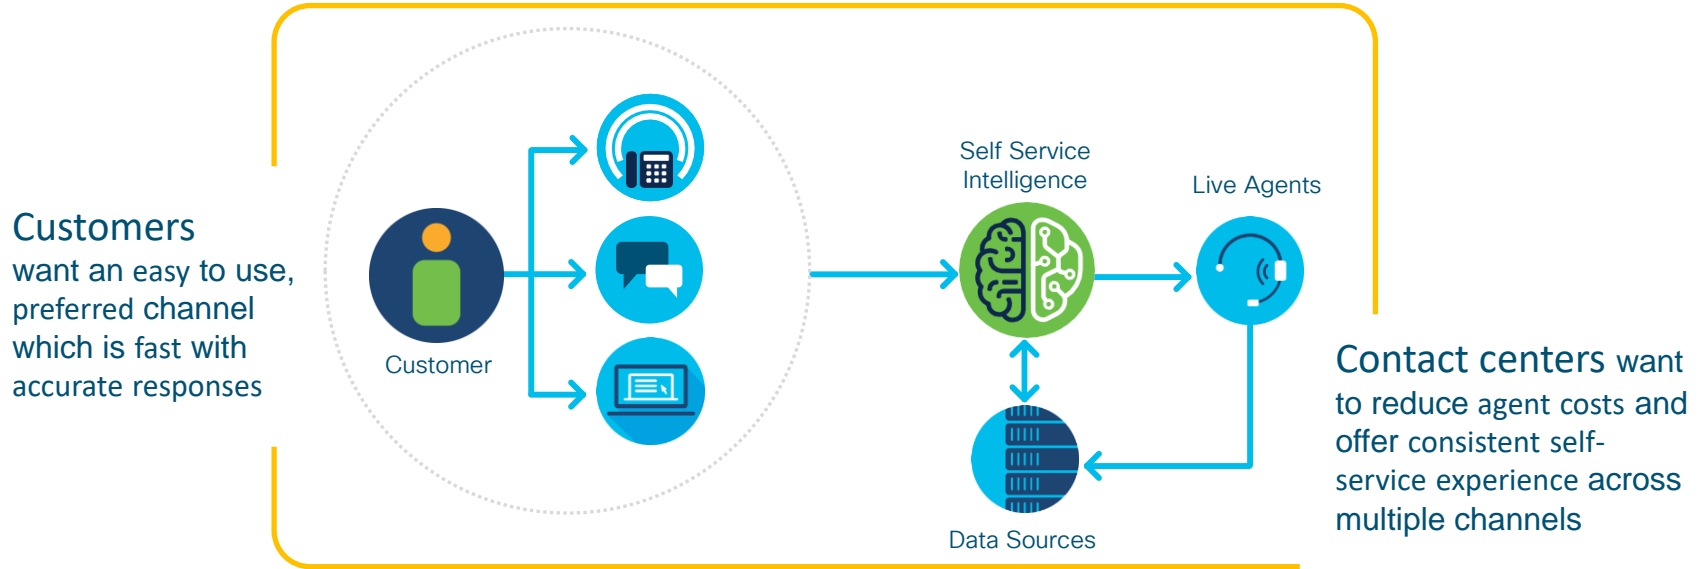 Customers
want an easy to use,
preferred channel
which is fast with
accurate responses
Customer
Self Service
Intelligence
Live Agents
Data Sources
Contact centers want
to reduce agent costs and
offer consistent self-
service experience across
multiple channels